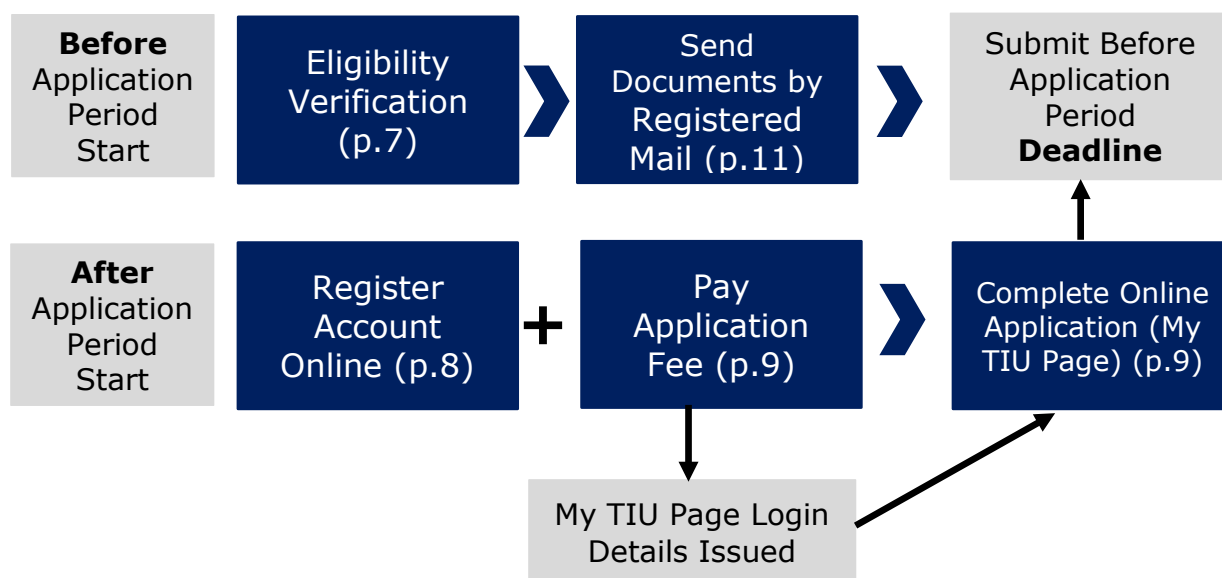 Before
Application
Period
Start
Eligibility
Verification
(p.7)
Send
Documents by
Registered
Mail (p.11)
Submit Before
Application
Period
Deadline
After
Application
Period
Start
Register
Account
Online (p.8)
+
Pay
Application
Fee (p.9)
Complete Online
Application (My
TIU Page) (p.9)
My TIU Page Login
Details Issued